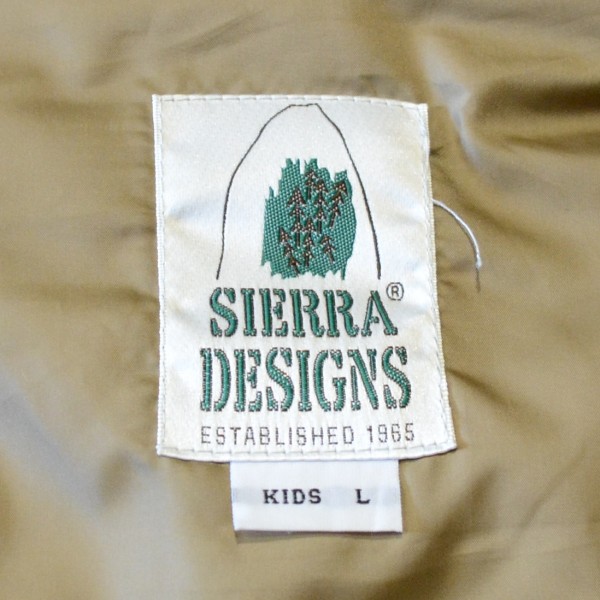 SIERRA®
DESIGNS
ESTABLISHED 1965
KIDS L